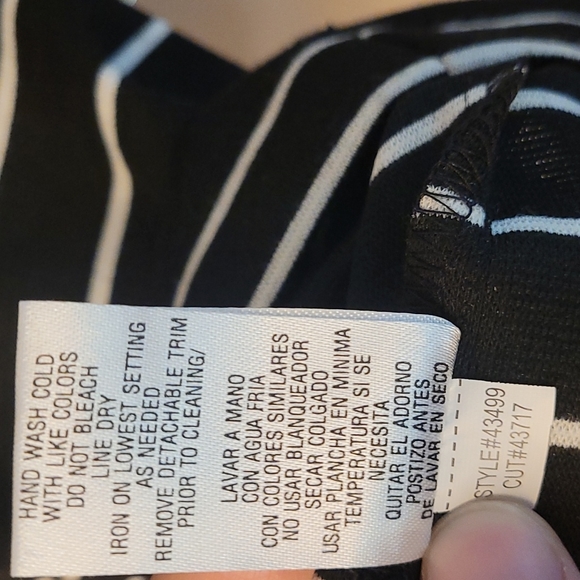 HAND WASH COLD
WITH LIKE COLORS
DO NOT BLEACH
LINE DRY
IRON ON LOWEST SETTING
AS NEEDED
REMOVE DETACHABLE TRIM
PRIOR TO CLEANING/
LAVAR A MANO
CON AGUA FRIA
CON COLORES SIMILARES
NO USAR BLANQUEADOR
SECAR COLGADO
USAR PLANCHA EN MINIMA
TEMPERATURA SI SE
NECESITA
QUITAR EL ADORNO
POSTIZO ANTES
DE LAVAR EN SECO
STYLE#43499
CUT#43717